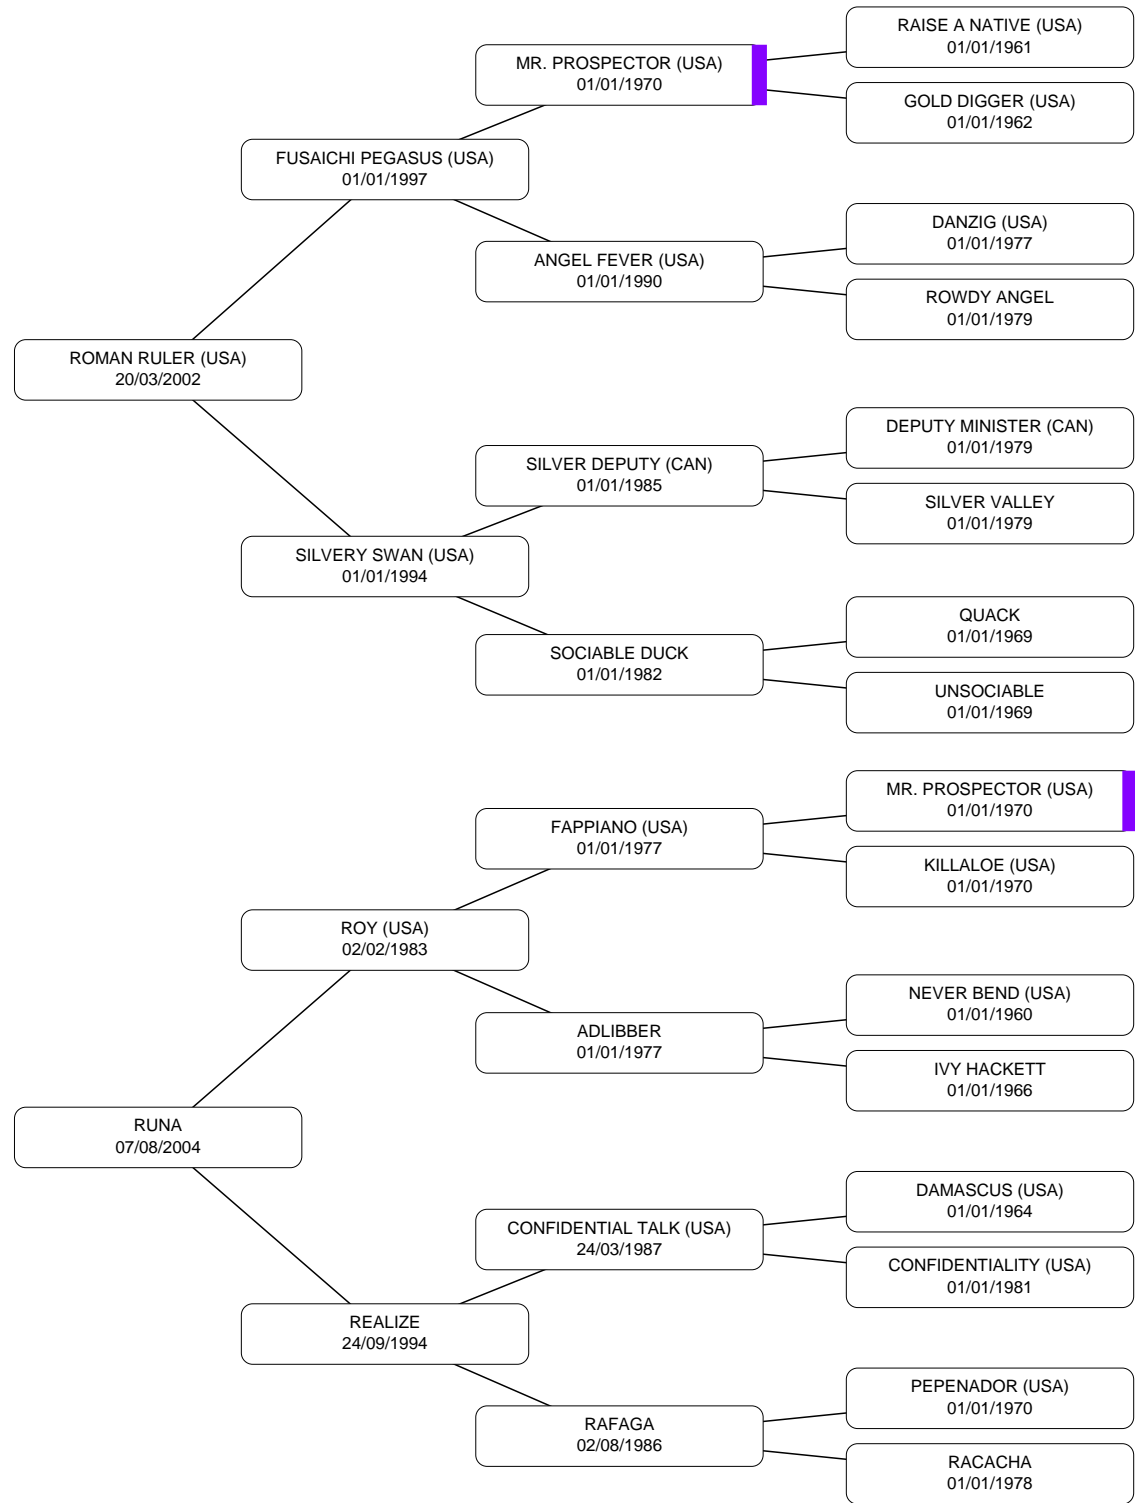 RAISE A NATIVE (USA)
01/01/1961
MR. PROSPECTOR (USA)
01/01/1970
GOLD DIGGER (USA)
01/01/1962
FUSAICHI PEGASUS (USA)
01/01/1997
DANZIG (USA)
01/01/1977
ANGEL FEVER (USA)
01/01/1990
ROWDY ANGEL
01/01/1979
ROMAN RULER (USA)
20/03/2002
DEPUTY MINISTER (CAN)
01/01/1979
SILVER DEPUTY (CAN)
01/01/1985
SILVER VALLEY
01/01/1979
SILVERY SWAN (USA)
01/01/1994
QUACK
01/01/1969
SOCIABLE DUCK
01/01/1982
UNSOCIABLE
01/01/1969
MR. PROSPECTOR (USA)
01/01/1970
FAPPIANO (USA)
01/01/1977
KILLALOE (USA)
01/01/1970
ROY (USA)
02/02/1983
NEVER BEND (USA)
01/01/1960
ADLIBBER
01/01/1977
IVY HACKETT
01/01/1966
RUNA
07/08/2004
DAMASCUS (USA)
01/01/1964
CONFIDENTIAL TALK (USA)
24/03/1987
CONFIDENTIALITY (USA)
01/01/1981
REALIZE
24/09/1994
PEPENADOR (USA)
01/01/1970
RAFAGA
02/08/1986
RACACHA
01/01/1978